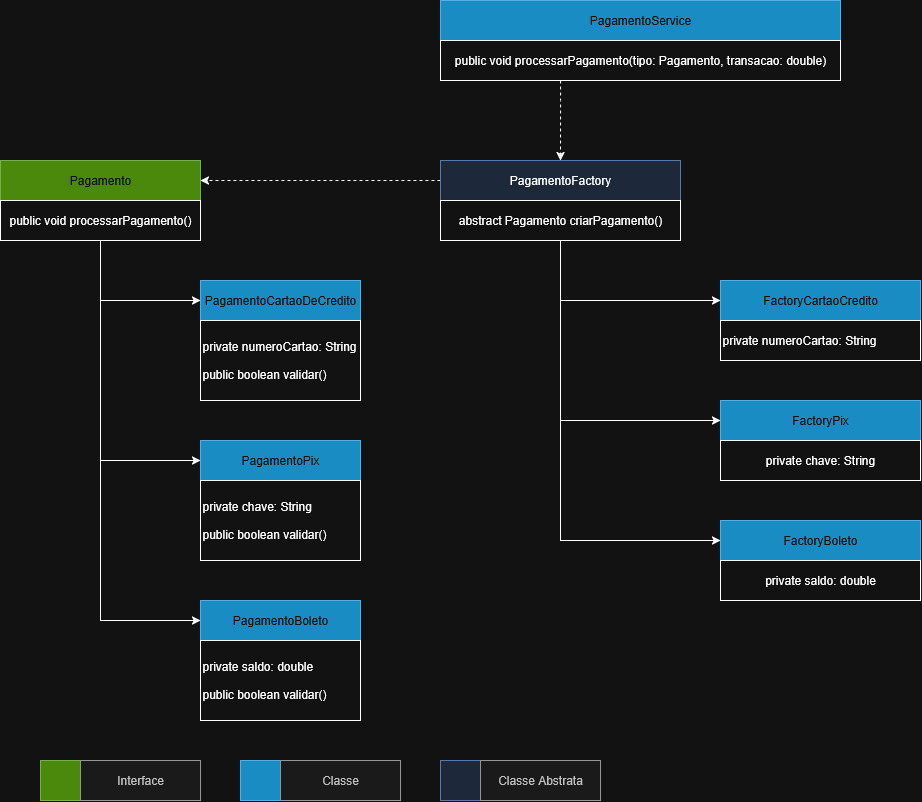 PagamentoService
public void processarPagamento(tipo: Pagamento, transacao: double)
Pagamento
public void processarPagamento()
PagamentoFactory
abstract Pagamento criarPagamento()
PagamentoCartaoDeCredito
private numeroCartao: String
public boolean validar()
FactoryCartaoCredito
private numeroCartao: String
PagamentoPix
private chave: String
public boolean validar()
FactoryPix
private chave: String
PagamentoBoleto
private saldo: double
public boolean validar()
FactoryBoleto
private saldo: double
Interface
Classe
Classe Abstrata